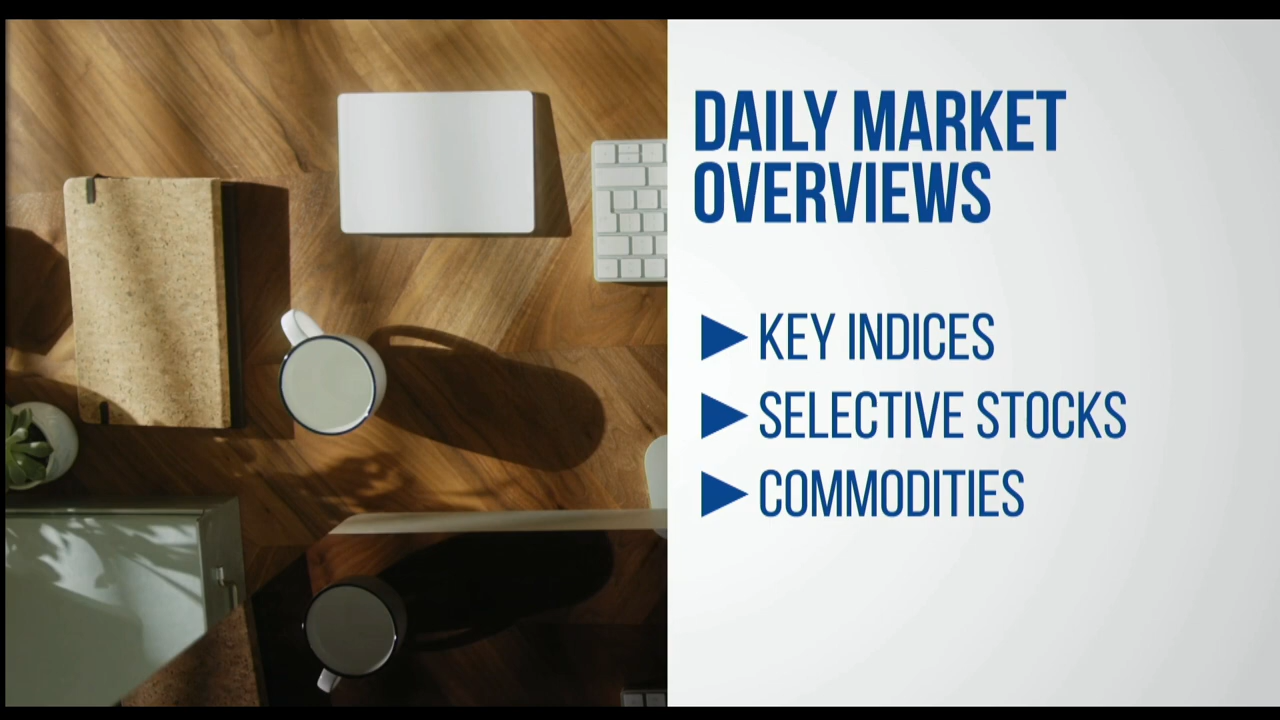 DAILY MARKET
OVERVIEWS
KEY INDICES
SELECTIVE STOCKS
COMMODITIES